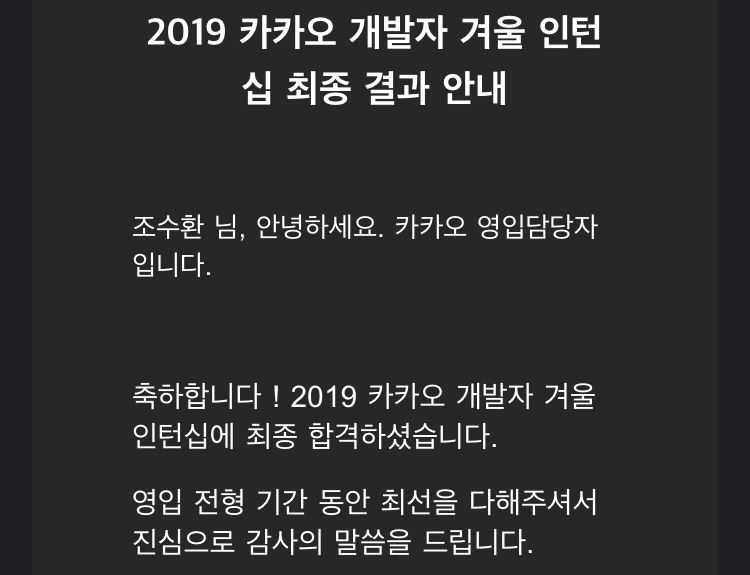 2019 카카오 개발자 겨울 인턴
십 최종 결과 안내
조수환 님, 안녕하세요. 카카오 영입담당자
입니다.
축하합니다 ! 2019 카카오 개발자 겨울
인턴십에 최종 합격하셨습니다.
영입 전형 기간 동안 최선을 다해주셔서
진심으로 감사의 말씀을 드립니다.